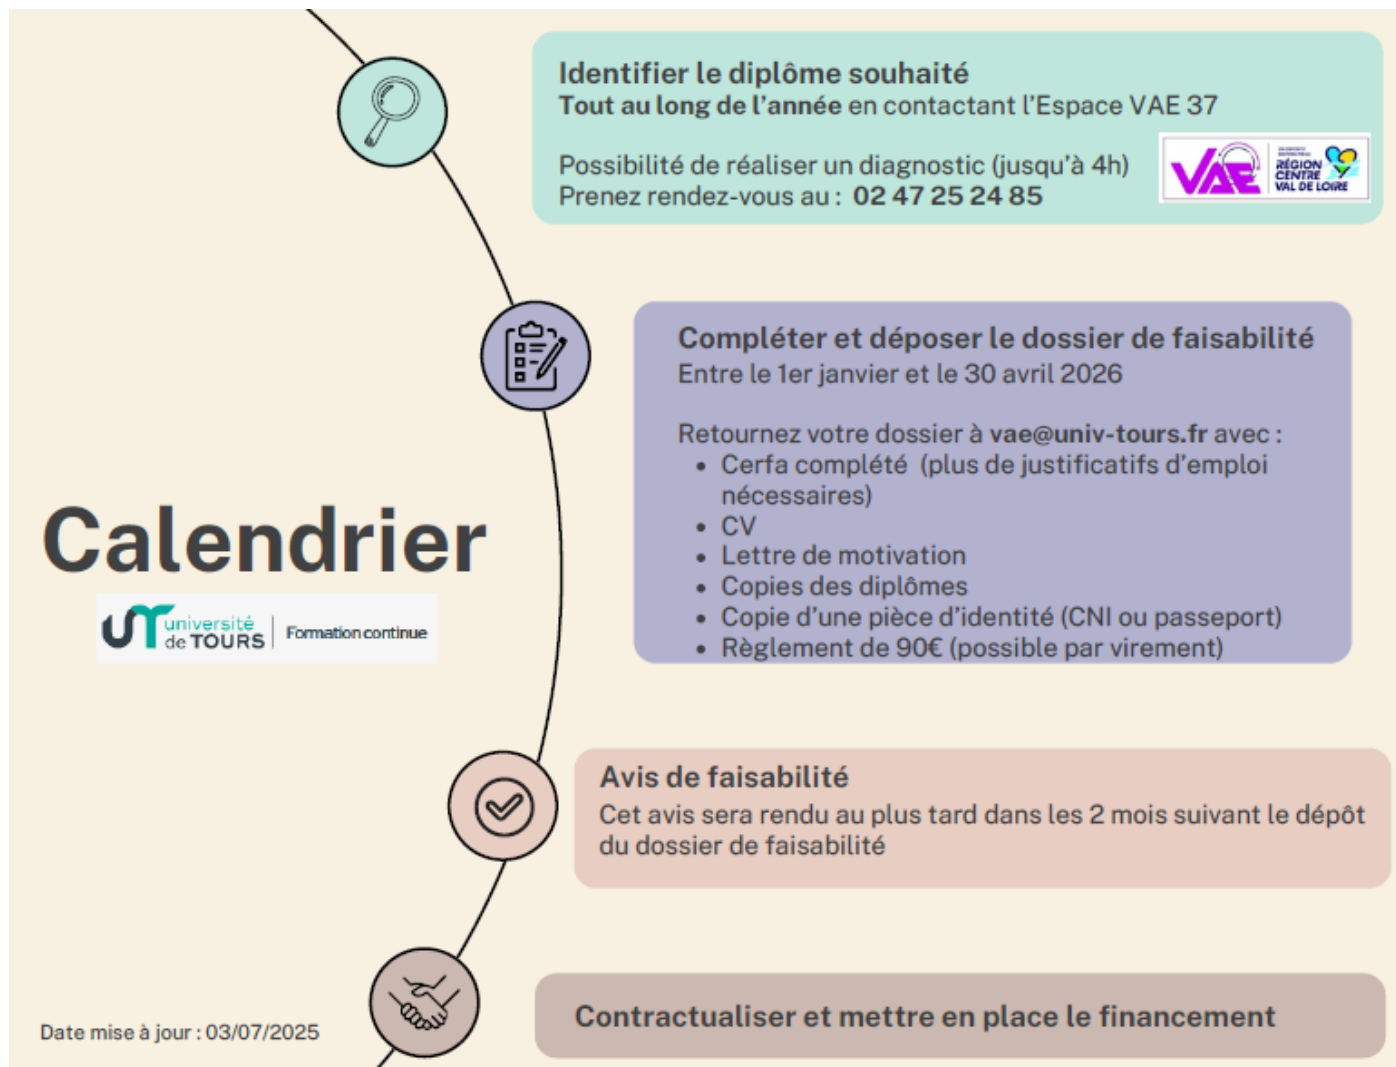 Identifier le diplôme souhaité
Tout au long de l'année en contactant l'Espace VAE 37
Possibilité de réaliser un diagnostic (jusqu'à 4h)
Prenez rendez-vous au : 02 47 25 24 85
VAE
RÉGION
CENTRE
VAL DE LOIRE
Compléter et déposer le dossier de faisabilité
Entre le 1er janvier et le 30 avril 2026
Retournez votre dossier à vae@univ-tours.fr avec :
• Cerfa complété (plus de justificatifs d'emploi
nécessaires)
• CV
• Lettre de motivation
• Copies des diplômes
• Copie d'une pièce d'identité (CNI ou passeport)
• Règlement de 90€ (possible par virement)
Calendrier
université
de TOURS
Formation continue
Avis de faisabilité
Cet avis sera rendu au plus tard dans les 2 mois suivant le dépôt
du dossier de faisabilité
Contractualiser et mettre en place le financement
Date mise à jour : 03/07/2025